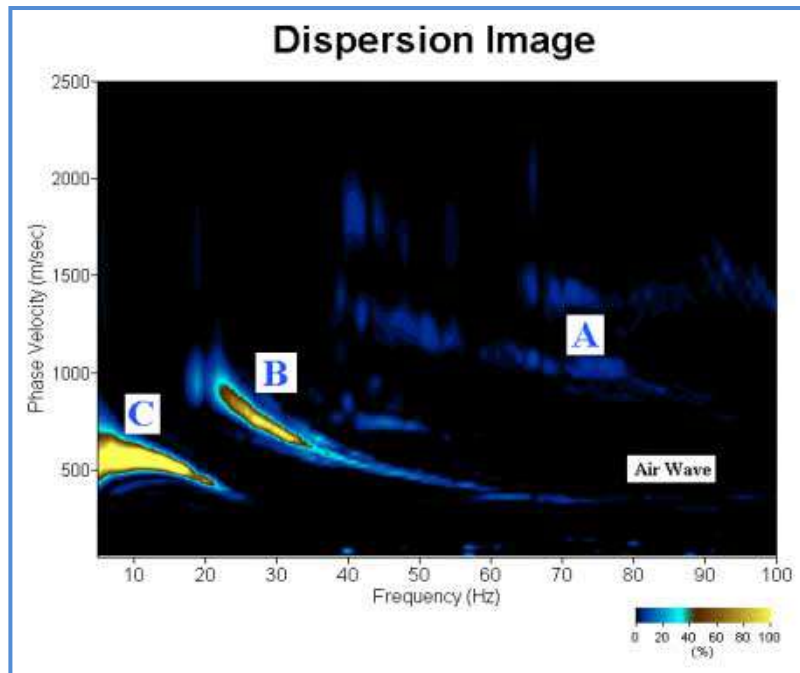 Dispersion Image
2500
2000
1500
1000
500
Phase Velocity (m/sec)
A
B
C
Air Wave
10 20 30 40 50 60 70 80 90 100
Frequency (Hz)
0 20 40 60 80 100
(%)